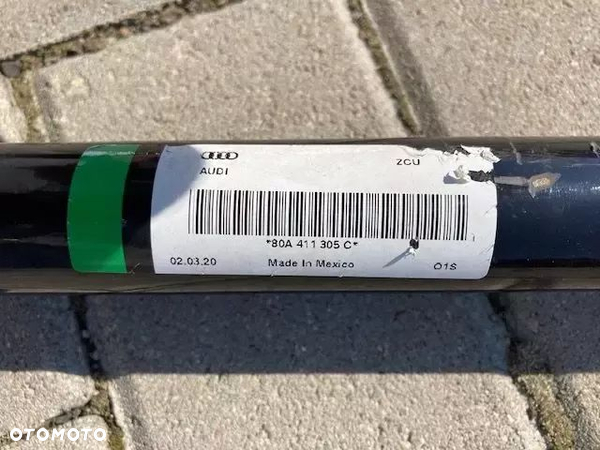 AUDI ZCU
*80A 411 305 C*
02.03.20 Made In Mexico O1S
OTOMOTO